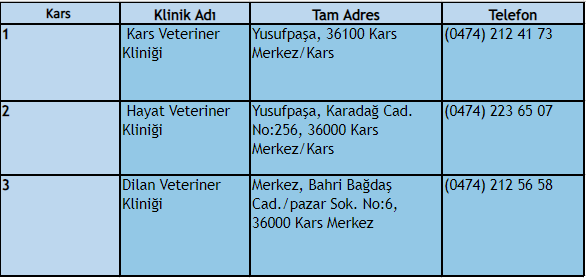 Kars Klinik Adı Tam Adres Telefon
1 Kars Veteriner Yusufpaşa, 36100 Kars (0474) 212 41 73
Kliniği Merkez/Kars
2 Hayat Veteriner Yusufpaşa, Karadağ Cad. (0474) 223 65 07
Kliniği No:256, 36000 Kars
Merkez/Kars
3 Dilan Veteriner Merkez, Bahri Bağdaş (0474) 212 56 58
Kliniği Cad./pazar Sok. No:6,
36000 Kars Merkez